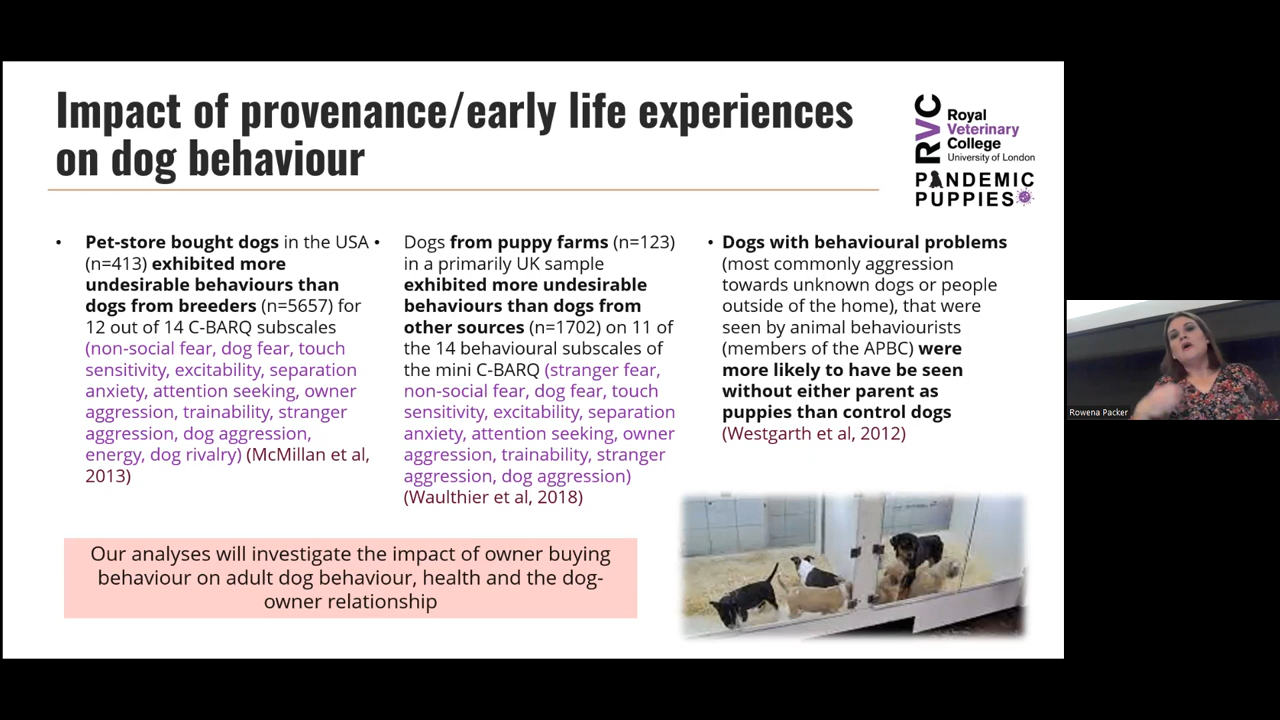 Impact of provenance/early life experiences
on dog behaviour
RVC
Royal
Veterinary
College
University of London
PANDEMIC
PUPPIES
• Pet-store bought dogs in the USA
(n=413) exhibited more
undesirable behaviours than
dogs from breeders (n=5657) for
12 out of 14 C-BARQ subscales
(non-social fear, dog fear, touch
sensitivity, excitability, separation
anxiety, attention seeking, owner
aggression, trainability, stranger
aggression, dog aggression,
energy, dog rivalry) (McMillan et al,
2013)
• Dogs from puppy farms (n=123)
in a primarily UK sample
exhibited more undesirable
behaviours than dogs from
other sources (n=1702) on 11 of
the 14 behavioural subscales of
the mini C-BARQ (stranger fear,
non-social fear, dog fear, touch
sensitivity, excitability, separation
anxiety, attention seeking, owner
aggression, trainability, stranger
aggression, dog aggression)
(Waulthier et al, 2018)
• Dogs with behavioural problems
(most commonly aggression
towards unknown dogs or people
outside of the home), that were
seen by animal behaviourists
(members of the APBC) were
more likely to have be seen
without either parent as
puppies than control dogs
(Westgarth et al, 2012)
Our analyses will investigate the impact of owner buying
behaviour on adult dog behaviour, health and the dog-
owner relationship
Rowena Packer